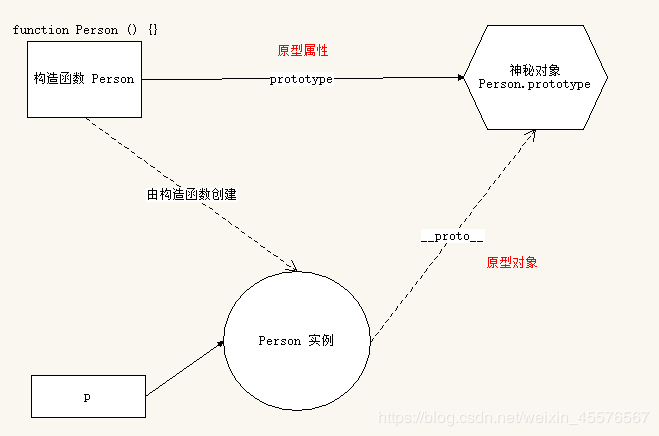 function Person () {}
构造函数 Person
原型属性
prototype
神秘对象
Person.prototype
由构造函数创建
__proto__
原型对象
Person 实例
p
https://blog.csdn.net/weixin_45576567